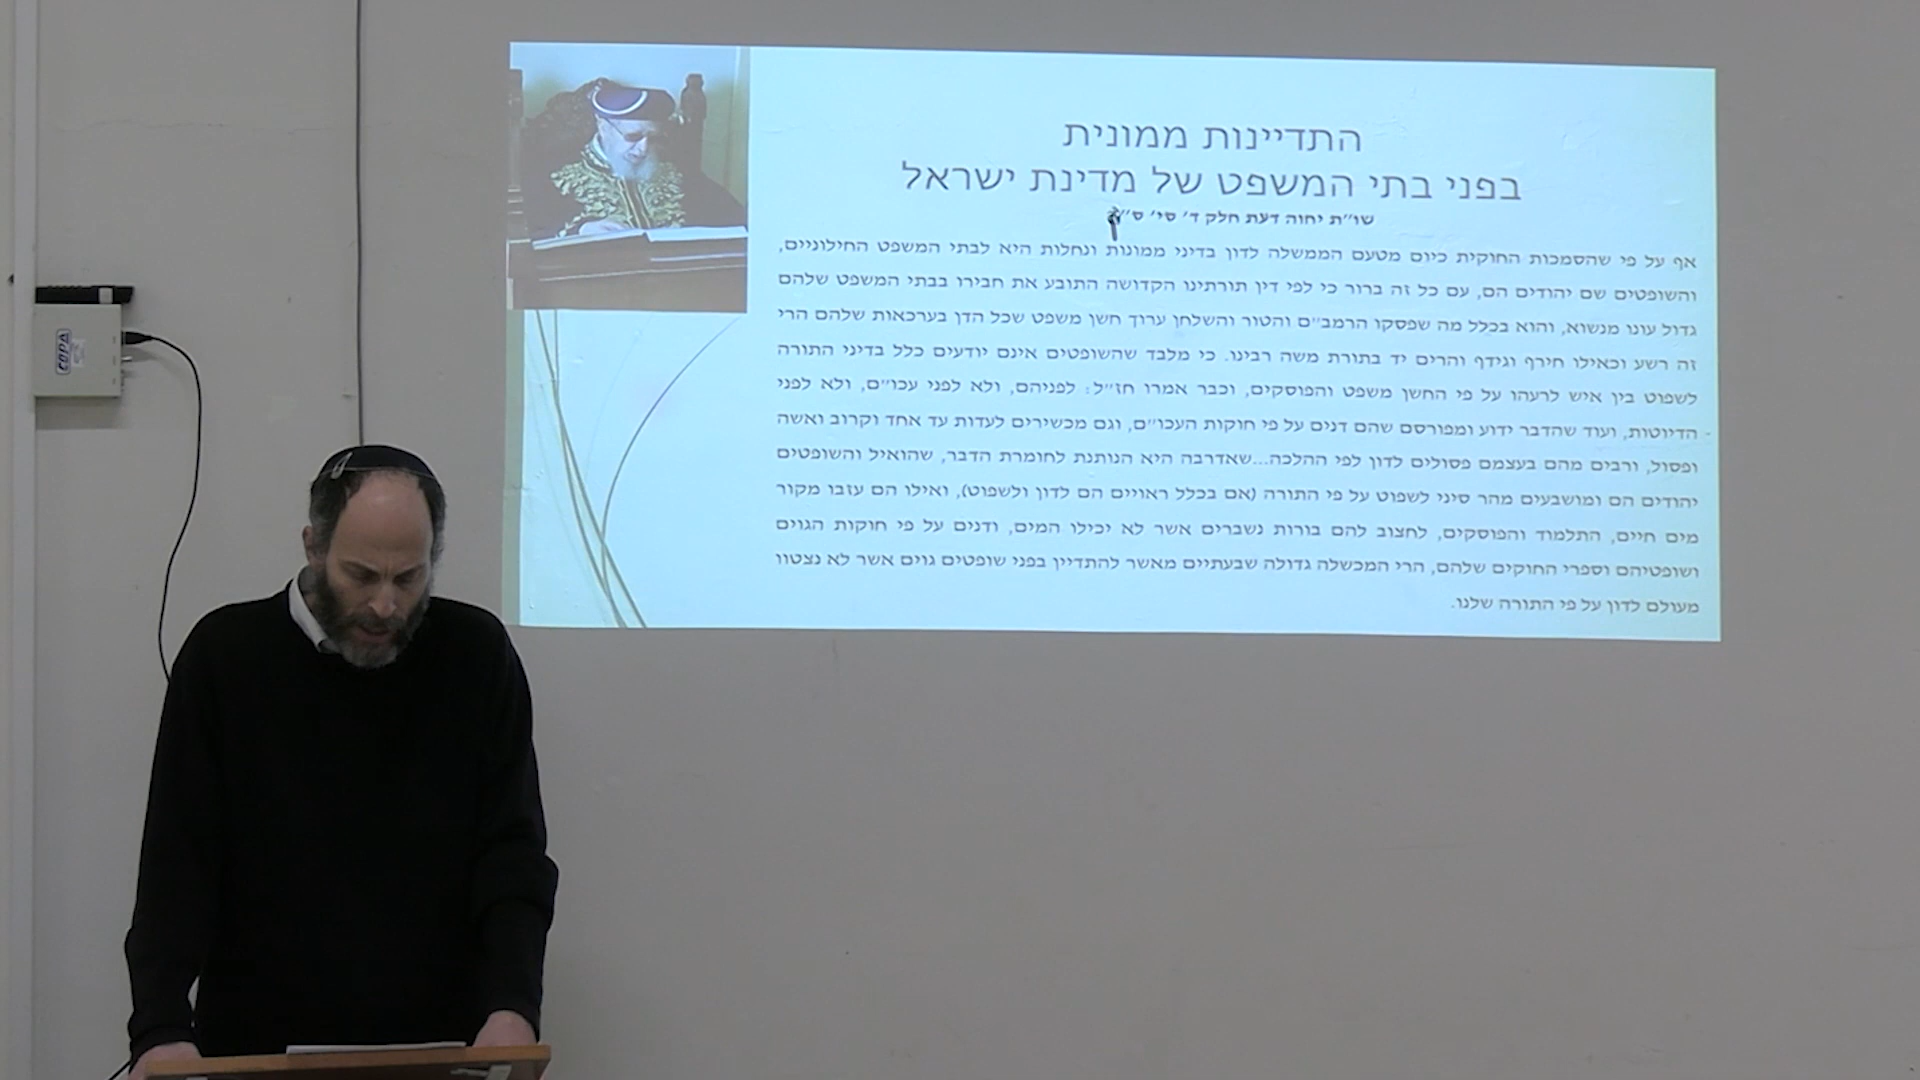 התדיינות ממונית
בפני בתי המשפט של מדינת ישראל
שו״ת יחוה דעת חלק ד׳ סי׳
אף על פי שהסמכות החוקית כיום מטעם הממשלה לדון בדיני ממונות ונחלות היא לבתי המשפט החילוניים,
והשופטים שם יהודים הם, עם כל זה ברור כי לפי דין תורתינו הקדושה התובע את חבירו בבתי המשפט שלהם
גדול עונו מנשוא, והוא בכלל מה שפסקו הרמב״ם והטור והשלחן ערוך חשן משפט שכל הדן בערכאות שלהם הרי
זה רשע וכאילו חירף וגידף והרים יד בתורת משה רבינו. כי מלבד שהשופטים אינם יודעים כלל בדיני התורה
לשפוט בין איש לרעהו על פי החשן משפט והפוסקים, וכבר אמרו חז״ל: לפניהם, ולא לפני עכו״ם, ולא לפני
הדיוטות, ועוד שהדבר ידוע ומפורסם שהם דנים על פי חוקות העכו״ם, וגם מכשירים לעדות עד אחד וקרוב ואשה
ופסול, ורבים מהם בעצמם פסולים לדון לפי ההלכה...שאדרבה היא הנותנת לחומרת הדבר, שהואיל והשופטים
יהודים הם ומושבעים מהר סיני לשפוט על פי התורה (אם בכלל ראויים הם לדון ולשפוט), ואילו הם עזבו מקור
מים חיים, התלמוד והפוסקים, לחצוב להם בורות נשברים אשר לא יכילו המים, ודנים על פי חוקות הגוים
ושופטיהם וספרי החוקים שלהם, הרי המכשלה גדולה שבעתיים מאשר להתדיין בפני שופטים גוים אשר לא נצטוו
מעולם לדון על פי התורה שלנו.
COPA